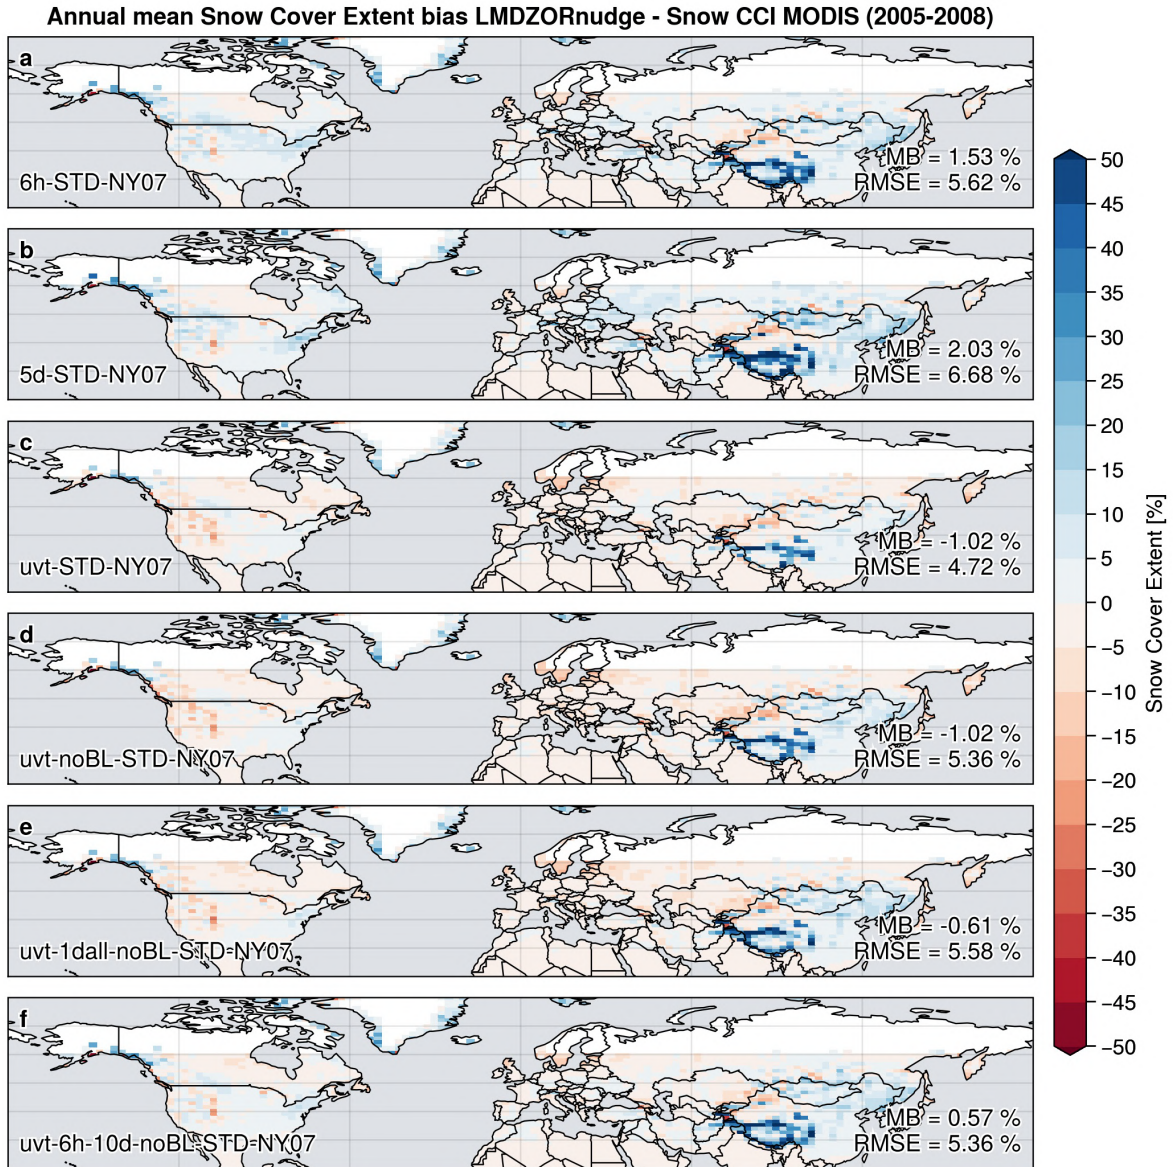 Annual mean Snow Cover Extent bias LMDZORnudge - Snow CCI MODIS (2005-2008)
a
MB = 1.53 %
6h-STD-NY07
RMSE = 5.62 %
b
MB = 2.03 %
5d-STD-NY07
RMSE = 6.68 %
c
MB = -1.02 %
uvt-STD-NY07
RMSE = 4.72 %
d
MB = -1.02 %
uvt-noBL-STD-NY07
RMSE = 5.36 %
e
MB = -0.61 %
uvt-1dall-noBL-STD-NY07
RMSE = 5.58 %
f
MB = 0.57 %
uvt-6h-10d-noBL-STD-NY07
RMSE = 5.36 %
50
45
40
35
30
25
20
15
10
5
0
−5
−10
−15
−20
−25
−30
−35
−40
−45
−50
Snow Cover Extent [%]